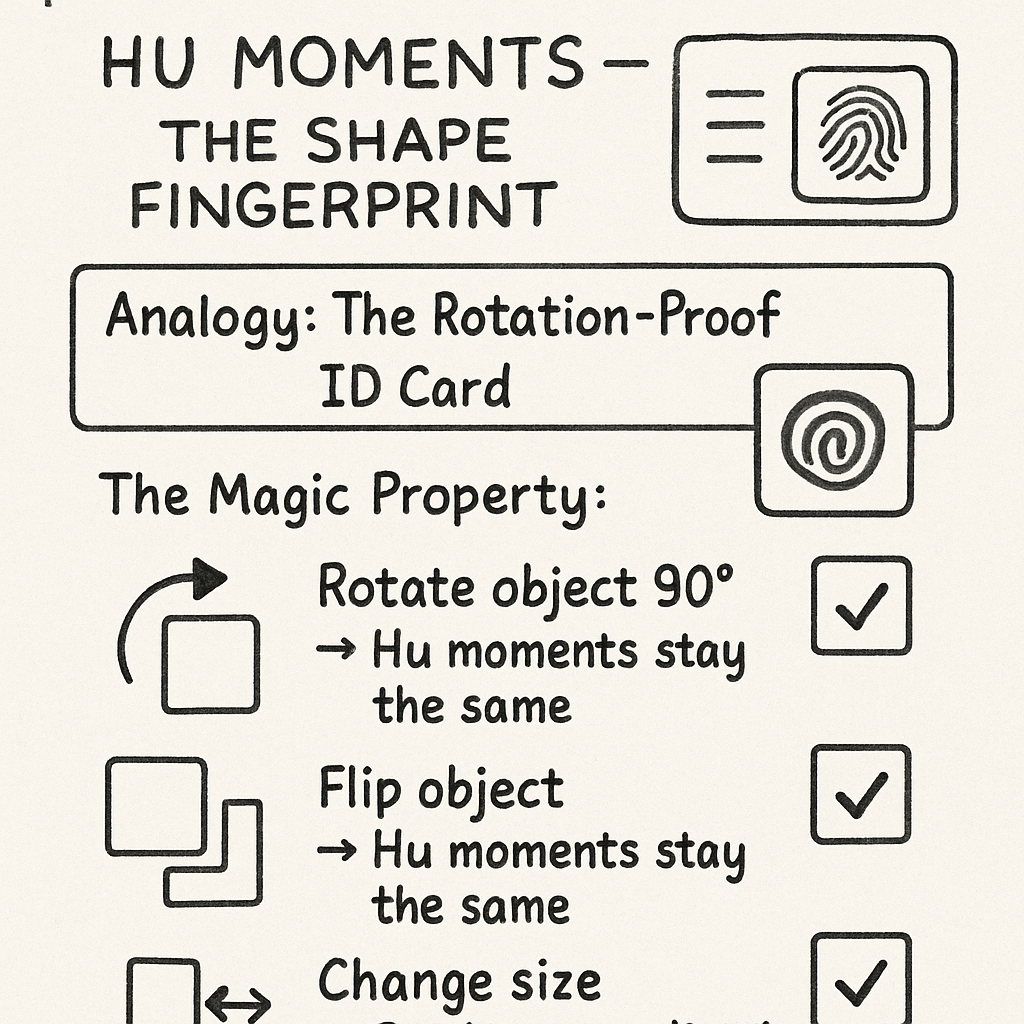 HU MOMENTS —
THE SHAPE
FINGERPRINT
Analogy: The Rotation-Proof
ID Card
The Magic Property:
Rotate object 90°
→ Hu moments stay
the same
Flip object
→ Hu moments stay
the same
Change size